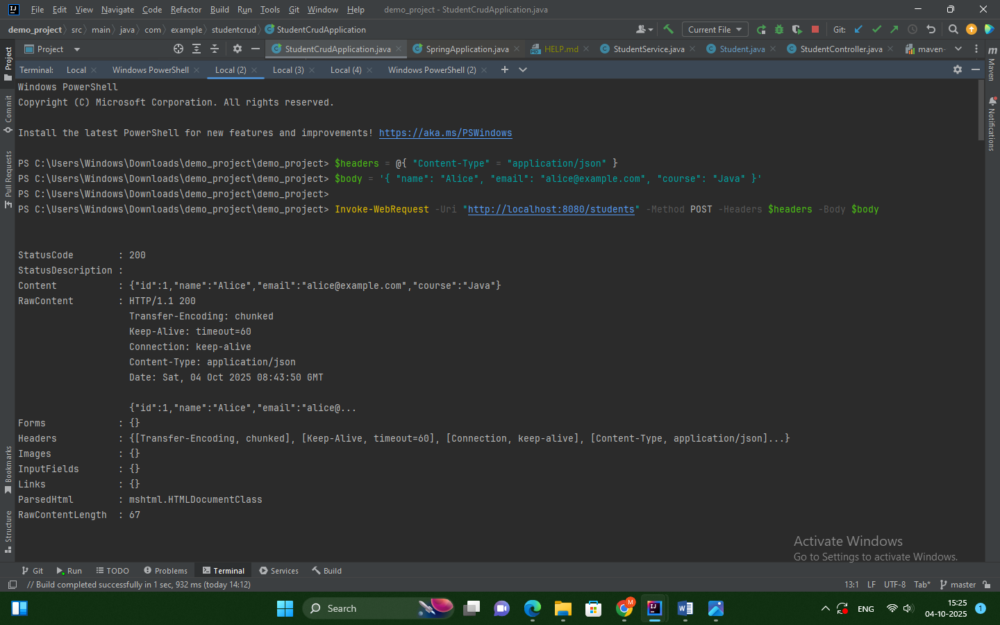 File Edit View Navigate Code Refactor Build Run Tools Git Window Help demo_project - StudentCrudApplication.java
demo_project src main java com example studentcrud StudentCrudApplication Current File Git:
Project StudentCrudApplication.java SpringApplication.java HELP.md StudentService.java Student.java StudentController.java maven-
Terminal: Local Windows PowerShell Local (2) Local (3) Local (4) Windows PowerShell (2)
Project
Commit
Pull Requests
Bookmarks
Structure
Maven
Notifications
Windows PowerShell
Copyright (C) Microsoft Corporation. All rights reserved.
Install the latest PowerShell for new features and improvements! https://aka.ms/PSWindows
PS C:\Users\Windows\Downloads\demo_project\demo_project> $headers = @{ "Content-Type" = "application/json" }
PS C:\Users\Windows\Downloads\demo_project\demo_project> $body = '{ "name": "Alice", "email": "alice@example.com", "course": "Java" }'
PS C:\Users\Windows\Downloads\demo_project\demo_project>
PS C:\Users\Windows\Downloads\demo_project\demo_project> Invoke-WebRequest -Uri "http://localhost:8080/students" -Method POST -Headers $headers -Body $body
StatusCode : 200
StatusDescription :
Content : {"id":1,"name":"Alice","email":"alice@example.com","course":"Java"}
RawContent : HTTP/1.1 200
Transfer-Encoding: chunked
Keep-Alive: timeout=60
Connection: keep-alive
Content-Type: application/json
Date: Sat, 04 Oct 2025 08:43:50 GMT
{"id":1,"name":"Alice","email":"alice@...
Forms : {}
Headers : {[Transfer-Encoding, chunked], [Keep-Alive, timeout=60], [Connection, keep-alive], [Content-Type, application/json]...}
Images : {}
InputFields : {}
Links : {}
ParsedHtml : mshtml.HTMLDocumentClass
RawContentLength : 67
Activate Windows
Go to Settings to activate Windows.
Git Run TODO Problems Terminal Services Build
// Build completed successfully in 1 sec, 932 ms (today 14:12) 13:1 LF UTF-8 Tab* master
Search ENG 15:25
04-10-2025 1